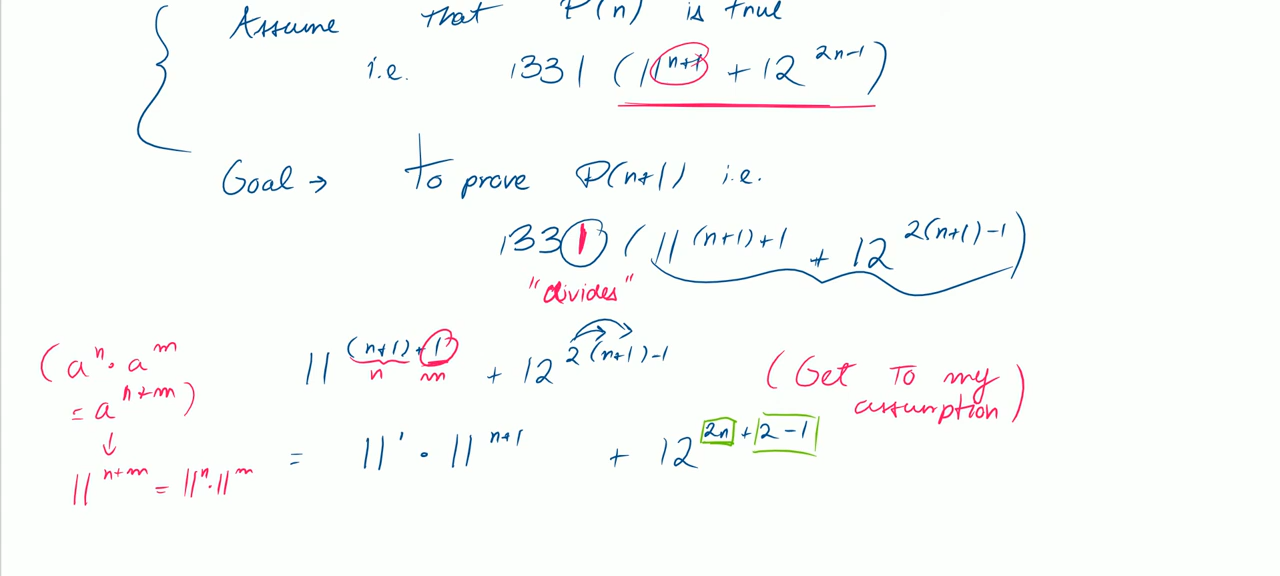 Assume that P(n) is true
i.e. 133 | (11^{n+1} + 12^{2n-1})
Goal → To prove P(n+1) i.e.
133 | (11^{(n+1)+1} + 12^{2(n+1)-1})
"divides"
(a^n · a^m
= a^{n+m})
↓
11^{n+m} = 11^n · 11^m
11^{(n+1)+1} + 12^{2(n+1)-1}
n m
(Get To my
assumption)
= 11^1 · 11^{n+1} + 12^{2n+2-1}